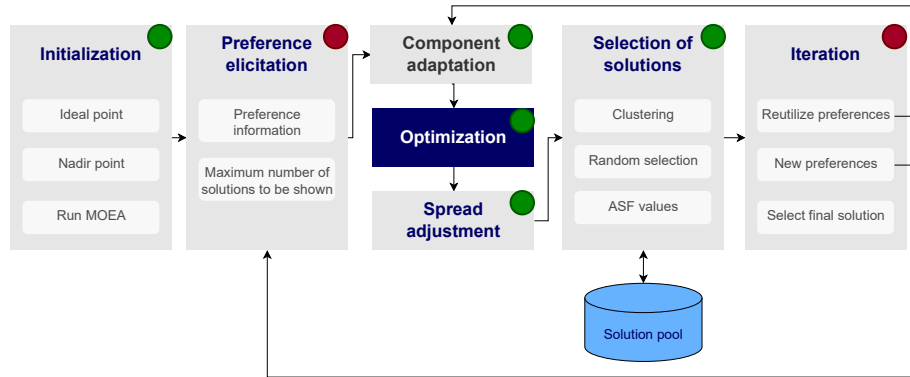 Initialization
Ideal point
Nadir point
Run MOEA
Preference
elicitation
Preference
information
Maximum number of
solutions to be shown
Component
adaptation
Optimization
Spread
adjustment
Selection of
solutions
Clustering
Random selection
ASF values
Solution pool
Iteration
Reutilize preferences
New preferences
Select final solution